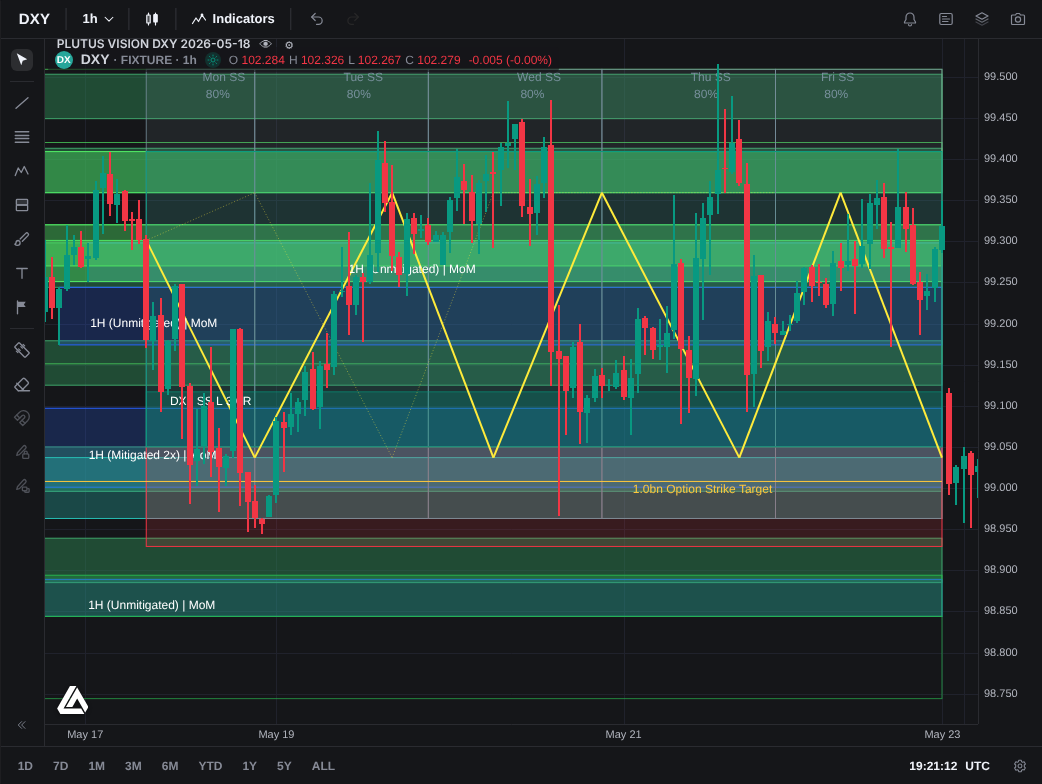 DXY 1h Indicators
PLUTUS VISION DXY 2026-05-18
DX DXY · FIXTURE · 1h O 102.284 H 102.326 L 102.267 C 102.279 -0.005 (-0.00%)
Mon SS Tue SS Wed SS Thu SS Fri SS
80% 80% 80% 80% 80%
99.500
99.450
99.400
99.350
99.300
99.250
99.200
99.150
99.100
99.050
99.000
98.950
98.900
98.850
98.800
98.750
1H (Unmitigated) | MoM
1H (Unmitigated) | MoM
1H (Mitigated 2x) | MoM
1.0bn Option Strike Target
1H (Unmitigated) | MoM
May 17 May 19 May 21 May 23
1D 7D 1M 3M 6M YTD 1Y 5Y ALL 19:21:12 UTC